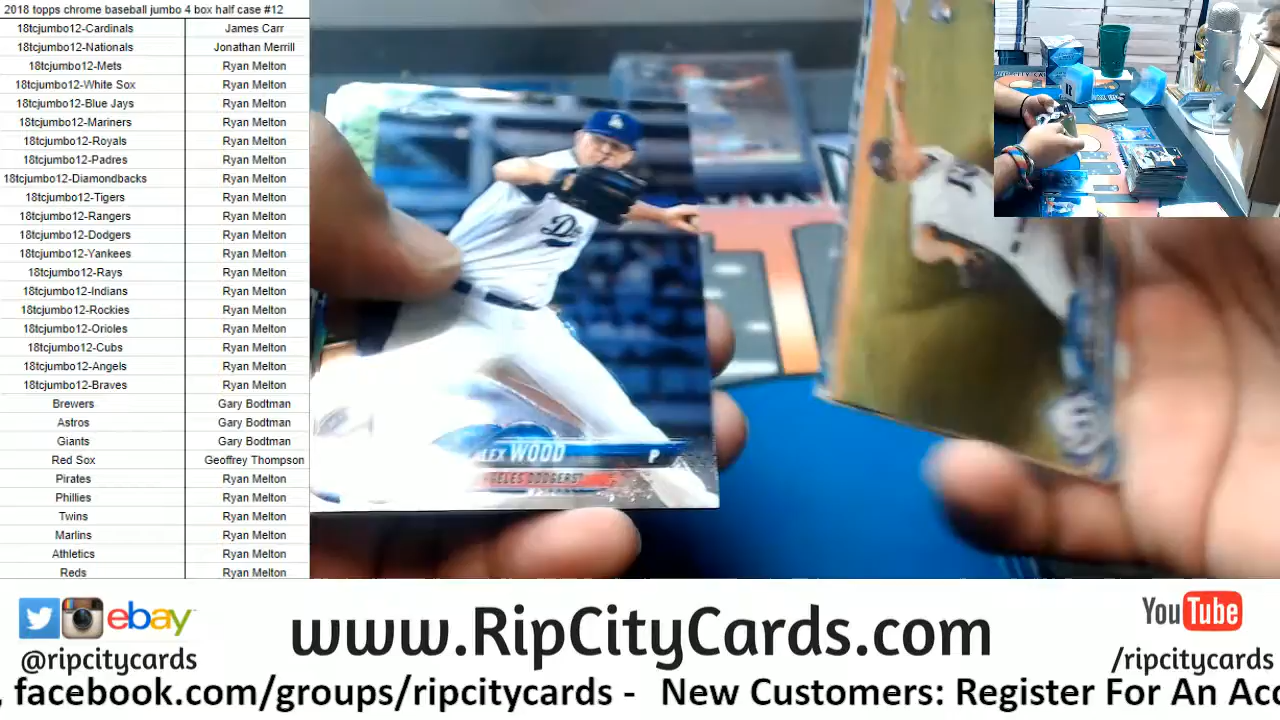 2018 topps chrome baseball jumbo 4 box half case #12
18tcjumbo12-Cardinals James Carr
18tcjumbo12-Nationals Jonathan Merrill
18tcjumbo12-Mets Ryan Melton
18tcjumbo12-White Sox Ryan Melton
18tcjumbo12-Blue Jays Ryan Melton
18tcjumbo12-Mariners Ryan Melton
18tcjumbo12-Royals Ryan Melton
18tcjumbo12-Padres Ryan Melton
18tcjumbo12-Diamondbacks Ryan Melton
18tcjumbo12-Tigers Ryan Melton
18tcjumbo12-Rangers Ryan Melton
18tcjumbo12-Dodgers Ryan Melton
18tcjumbo12-Yankees Ryan Melton
18tcjumbo12-Rays Ryan Melton
18tcjumbo12-Indians Ryan Melton
18tcjumbo12-Rockies Ryan Melton
18tcjumbo12-Orioles Ryan Melton
18tcjumbo12-Cubs Ryan Melton
18tcjumbo12-Angels Ryan Melton
18tcjumbo12-Braves Ryan Melton
Brewers Gary Bodtman
Astros Gary Bodtman
Giants Gary Bodtman
Red Sox Geoffrey Thompson
Pirates Ryan Melton
Phillies Ryan Melton
Twins Ryan Melton
Marlins Ryan Melton
Athletics Ryan Melton
Reds Ryan Melton
LEX WOOD P
GELES DODGERS
ebay
@ripcitycards
www.RipCityCards.com
YouTube
/ripcitycards
, facebook.com/groups/ripcitycards - New Customers: Register For An Acc